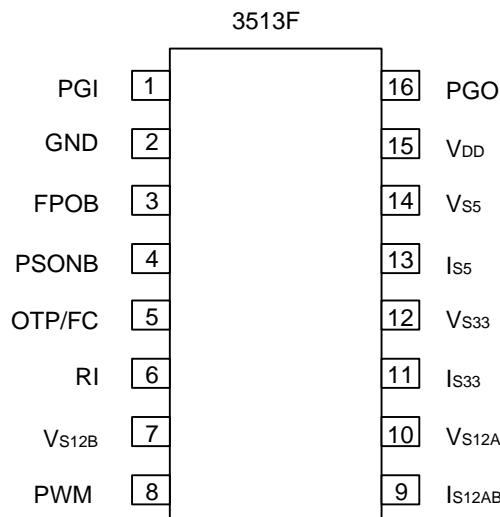 3513F
PGI 1 16 PGO
GND 2 15 VDD
FPOB 3 14 VS5
PSONB 4 13 IS5
OTP/FC 5 12 VS33
RI 6 11 IS33
VS12B 7 10 VS12A
PWM 8 9 IS12AB